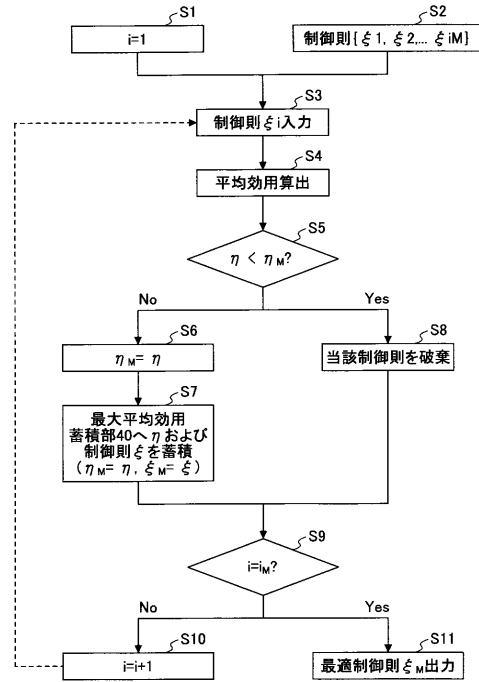 S1
i=1
S2
制御則{ξ1, ξ2,... ξiM}
S3
制御則ξi入力
S4
平均効用算出
S5
η < ηM?
No
Yes
S6
ηM= η
S8
当該制御則を破棄
S7
最大平均効用
蓄積部40へηおよび
制御則ξを蓄積
(ηM= η, ξM= ξ)
S9
i=iM?
No
Yes
S10
i=i+1
S11
最適制御則ξM出力